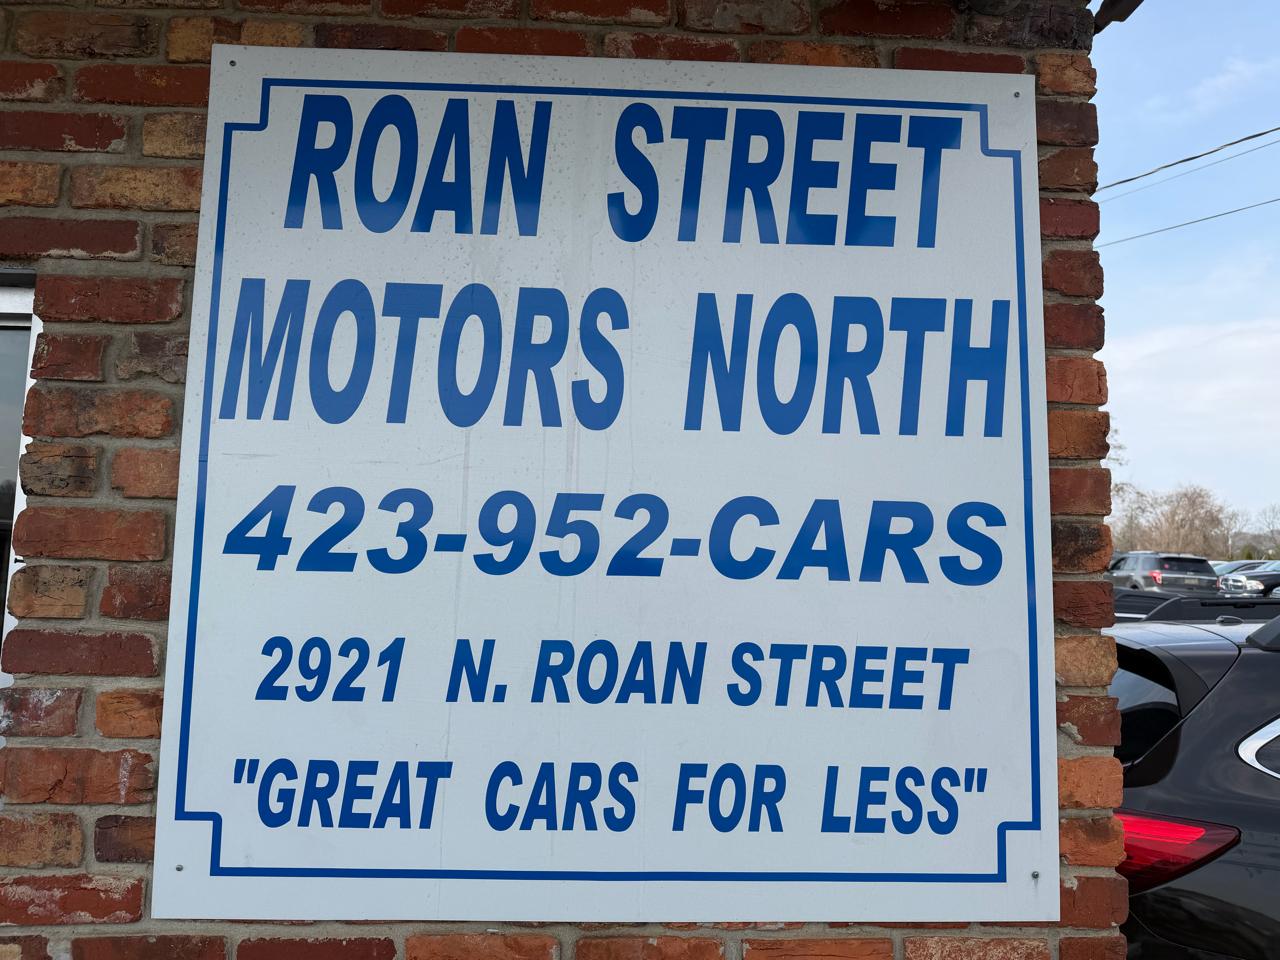 ROAN STREET
MOTORS NORTH
423-952-CARS
2921 N. ROAN STREET
"GREAT CARS FOR LESS"